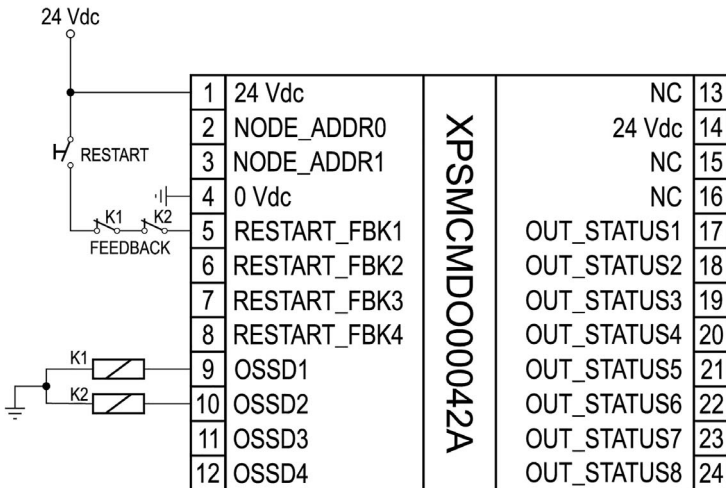 24 Vdc
1 24 Vdc NC 13
2 NODE_ADDR0 24 Vdc 14
RESTART
3 NODE_ADDR1 NC 15
4 0 Vdc NC 16
K1 K2
5 RESTART_FBK1 OUT_STATUS1 17
FEEDBACK
6 RESTART_FBK2 OUT_STATUS2 18
7 RESTART_FBK3 OUT_STATUS3 19
8 RESTART_FBK4 OUT_STATUS4 20
K1
9 OSSD1 OUT_STATUS5 21
K2
10 OSSD2 OUT_STATUS6 22
11 OSSD3 OUT_STATUS7 23
12 OSSD4 OUT_STATUS8 24
XPSMCMDO00042A